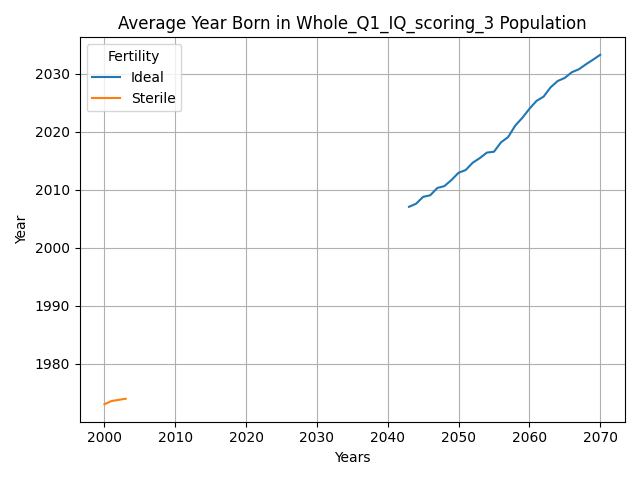 Average Year Born in Whole_Q1_IQ_scoring_3 Population
Fertility
Ideal
Sterile
Year
2030
2020
2010
2000
1990
1980
2000 2010 2020 2030 2040 2050 2060 2070
Years